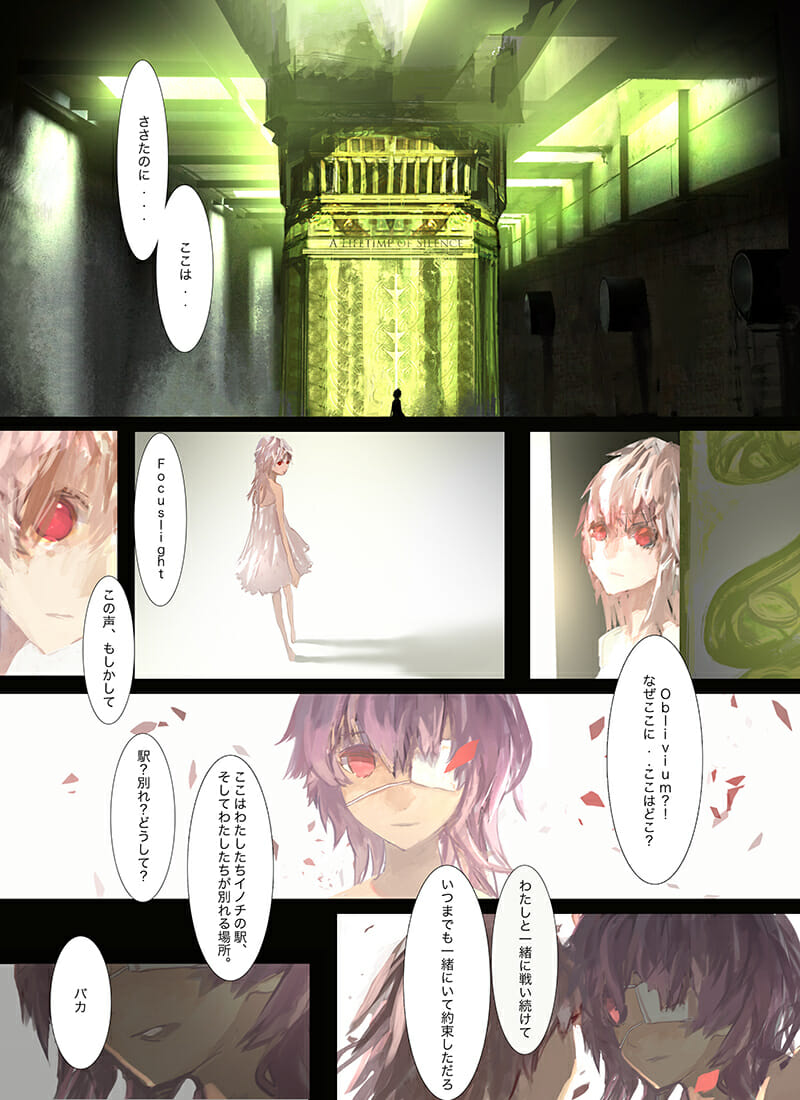 ささたのに・・・
ここは・・
A LIFETIMP OF SILENCE
Focuslight
この声、もしかして
Oblivium?!
なぜここに・・ここはどこ?
ここはわたしたちイノチの駅、
そしてわたしたちが別れる場所。
駅?別れ?どうして?
わたしと一緒に戦い続けて
いつまでも一緒にいて約束しただろ
バカ